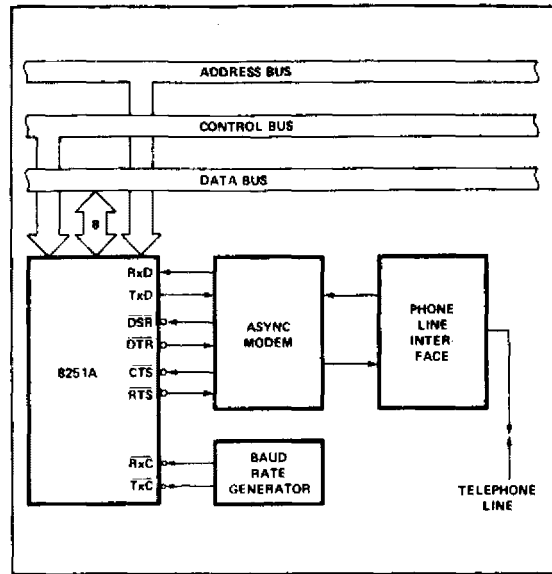 ADDRESS BUS
CONTROL BUS
DATA BUS
8
8251A
RxD
TxD
DSR
DTR
CTS
RTS
RxC
TxC
ASYNC
MODEM
PHONE
LINE
INTER-
FACE
BAUD
RATE
GENERATOR
TELEPHONE
LINE